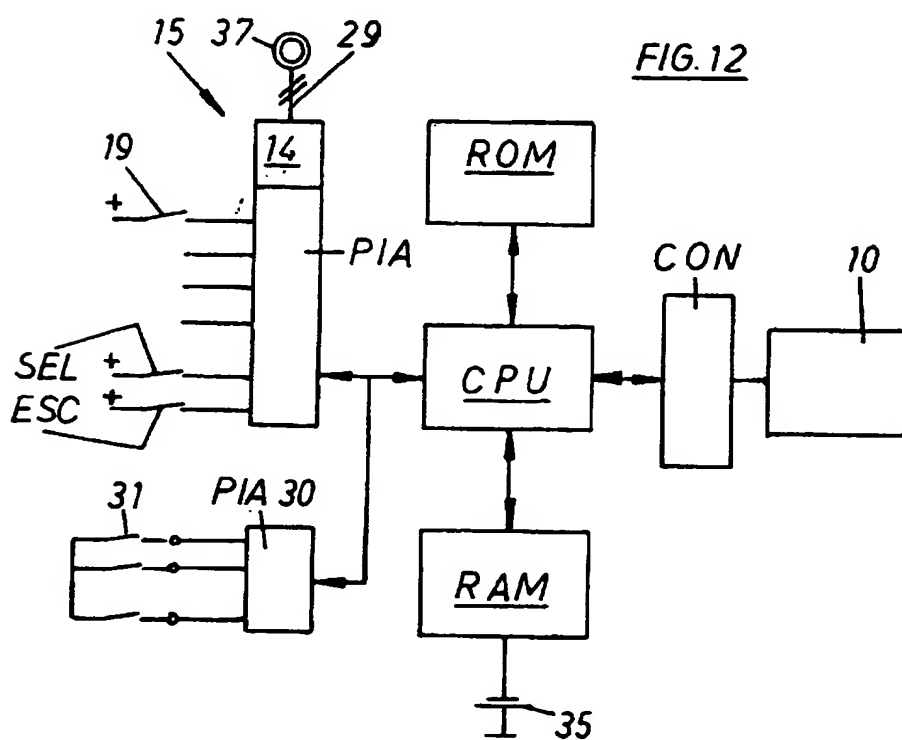 15 37 29 FIG. 12
19 14 ROM
+
PIA CON 10
SEL + CPU
ESC +
31 PIA 30
RAM
35